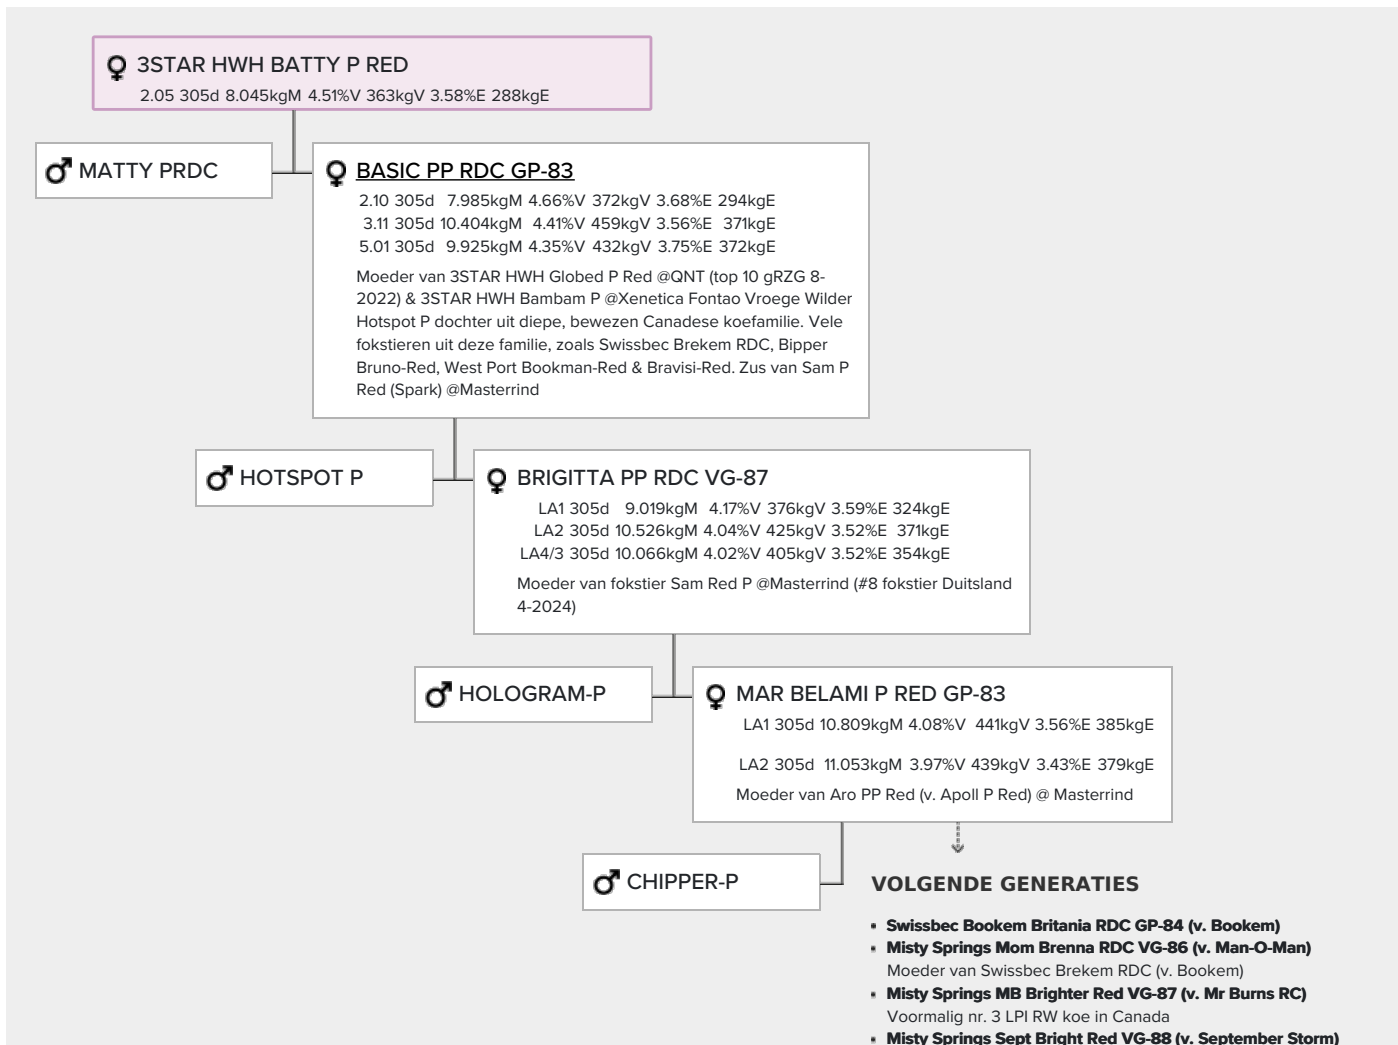 3STAR HWH BATTY P RED
2.05 305d 8.045kgM 4.51%V 363kgV 3.58%E 288kgE
MATTY PRDC
BASIC PP RDC GP-83
2.10 305d 7.985kgM 4.66%V 372kgV 3.68%E 294kgE
3.11 305d 10.404kgM 4.41%V 459kgV 3.56%E 371kgE
5.01 305d 9.925kgM 4.35%V 432kgV 3.75%E 372kgE
Moeder van 3STAR HWH Globed P Red @QNT (top 10 gRZG 8-
2022) & 3STAR HWH Bambam P @Xenetica Fontao Vroege Wilder
Hotspot P dochter uit diepe, bewezen Canadese koefamilie. Vele
fokstieren uit deze familie, zoals Swissbec Brekem RDC, Bipper
Bruno-Red, West Port Bookman-Red & Bravisi-Red. Zus van Sam P
Red (Spark) @Masterrind
HOTSPOT P
BRIGITTA PP RDC VG-87
LA1 305d 9.019kgM 4.17%V 376kgV 3.59%E 324kgE
LA2 305d 10.526kgM 4.04%V 425kgV 3.52%E 371kgE
LA4/3 305d 10.066kgM 4.02%V 405kgV 3.52%E 354kgE
Moeder van fokstier Sam Red P @Masterrind (#8 fokstier Duitsland
4-2024)
HOLOGRAM-P
MAR BELAMI P RED GP-83
LA1 305d 10.809kgM 4.08%V 441kgV 3.56%E 385kgE
LA2 305d 11.053kgM 3.97%V 439kgV 3.43%E 379kgE
Moeder van Aro PP Red (v. Apoll P Red) @ Masterrind
CHIPPER-P
VOLGENDE GENERATIES
• Swissbec Bookem Britania RDC GP-84 (v. Bookem)
• Misty Springs Mom Brenna RDC VG-86 (v. Man-O-Man)
Moeder van Swissbec Brekem RDC (v. Bookem)
• Misty Springs MB Brighter Red VG-87 (v. Mr Burns RC)
Voormalig nr. 3 LPI RW koe in Canada
• Misty Springs Sept Bright Red VG-88 (v. September Storm)